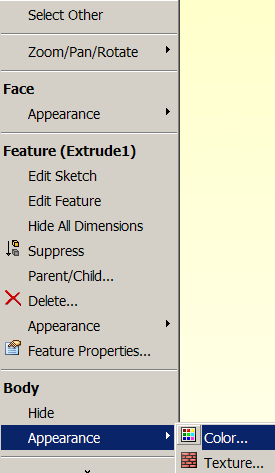 Select Other
Zoom/Pan/Rotate
Face
Appearance
Feature (Extrude1)
Edit Sketch
Edit Feature
Hide All Dimensions
Suppress
Parent/Child...
Delete...
Appearance
Feature Properties...
Body
Hide
Appearance
Color...
Texture...